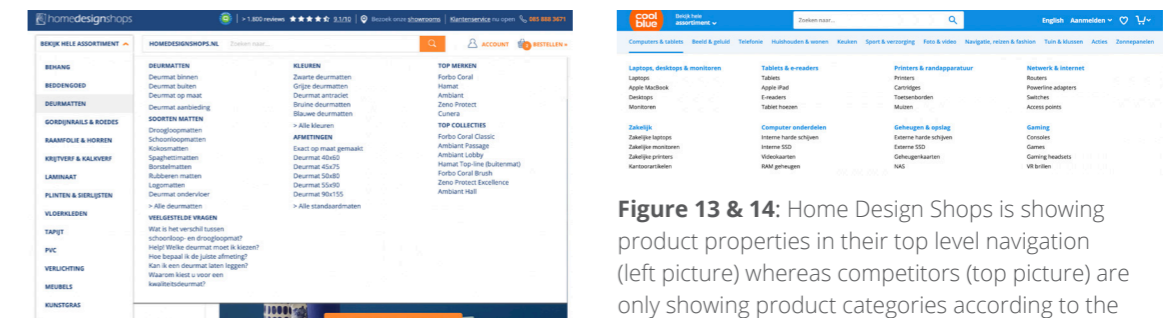 homedesignshops
> 1.800 reviews ★★★★⯪ 9,1/10 Bezoek onze showrooms Klantenservice nu open 085 888 3671
BEKIJK HELE ASSORTIMENT
HOMEDESIGNSHOPS.NL Zoeken naar...
ACCOUNT
BESTELLEN »
BEHANG
BEDDENGOED
DEURMATTEN
GORDIJNRAILS & ROEDES
RAAMFOLIE & HORREN
KRIJTVERF & KALKVERF
LAMINAAT
PLINTEN & SIERLIJSTEN
VLOERKLEDEN
TAPIJT
PVC
VERLICHTING
MEUBELS
KUNSTGRAS
DEURMATTEN
Deurmat binnen
Deurmat buiten
Deurmat op maat
Deurmat aanbieding
SOORTEN MATTEN
Droogloopmatten
Schoonloopmatten
Kokosmatten
Spaghettimatten
Borstelmatten
Rubberen matten
Logomatten
Deurmat ondervloer
> Alle deurmatten
VEELGESTELDE VRAGEN
Wat is het verschil tussen
schoonloop- en droogloopmat?
Help! Welke deurmat moet ik kiezen?
Hoe bepaal ik de juiste afmeting?
Kan ik een deurmat laten leggen?
Waarom kiest u voor een
kwaliteitsdeurmat?
KLEUREN
Zwarte deurmatten
Grijze deurmatten
Deurmat antraciet
Bruine deurmatten
Blauwe deurmatten
> Alle kleuren
AFMETINGEN
Exact op maat gemaakt
Deurmat 40x60
Deurmat 45x75
Deurmat 50x80
Deurmat 55x90
Deurmat 90x155
> Alle standaardmaten
TOP MERKEN
Forbo Coral
Hamat
Ambiant
Zeno Protect
Cunera
TOP COLLECTIES
Forbo Coral Classic
Ambiant Passage
Ambiant Lobby
Hamat Top-line (buitenmat)
Forbo Coral Brush
Zeno Protect Excellence
Ambiant Hall
cool
blue
Bekijk hele
assortiment
Zoeken naar...
English Aanmelden
Computers & tablets Beeld & geluid Telefonie Huishouden & wonen Keuken Sport & verzorging Foto & video Navigatie, reizen & fashion Tuin & klussen Acties Zonnepanelen
Laptops, desktops & monitoren
Laptops
Apple MacBook
Desktops
Monitoren
Tablets & e-readers
Tablets
Apple iPad
E-readers
Tablet hoezen
Printers & randapparatuur
Printers
Cartridges
Toetsenborden
Muizen
Netwerk & internet
Routers
Powerline adapters
Switches
Access points
Zakelijk
Zakelijke laptops
Zakelijke monitoren
Zakelijke printers
Kantoorartikelen
Computer onderdelen
Interne harde schijven
Interne SSD
Videokaarten
RAM geheugen
Geheugen & opslag
Externe harde schijven
Externe SSD
Geheugenkaarten
NAS
Gaming
Consoles
Games
Gaming headsets
VR brillen
Figure 13 & 14: Home Design Shops is showing
product properties in their top level navigation
(left picture) whereas competitors (top picture) are
only showing product categories according to the